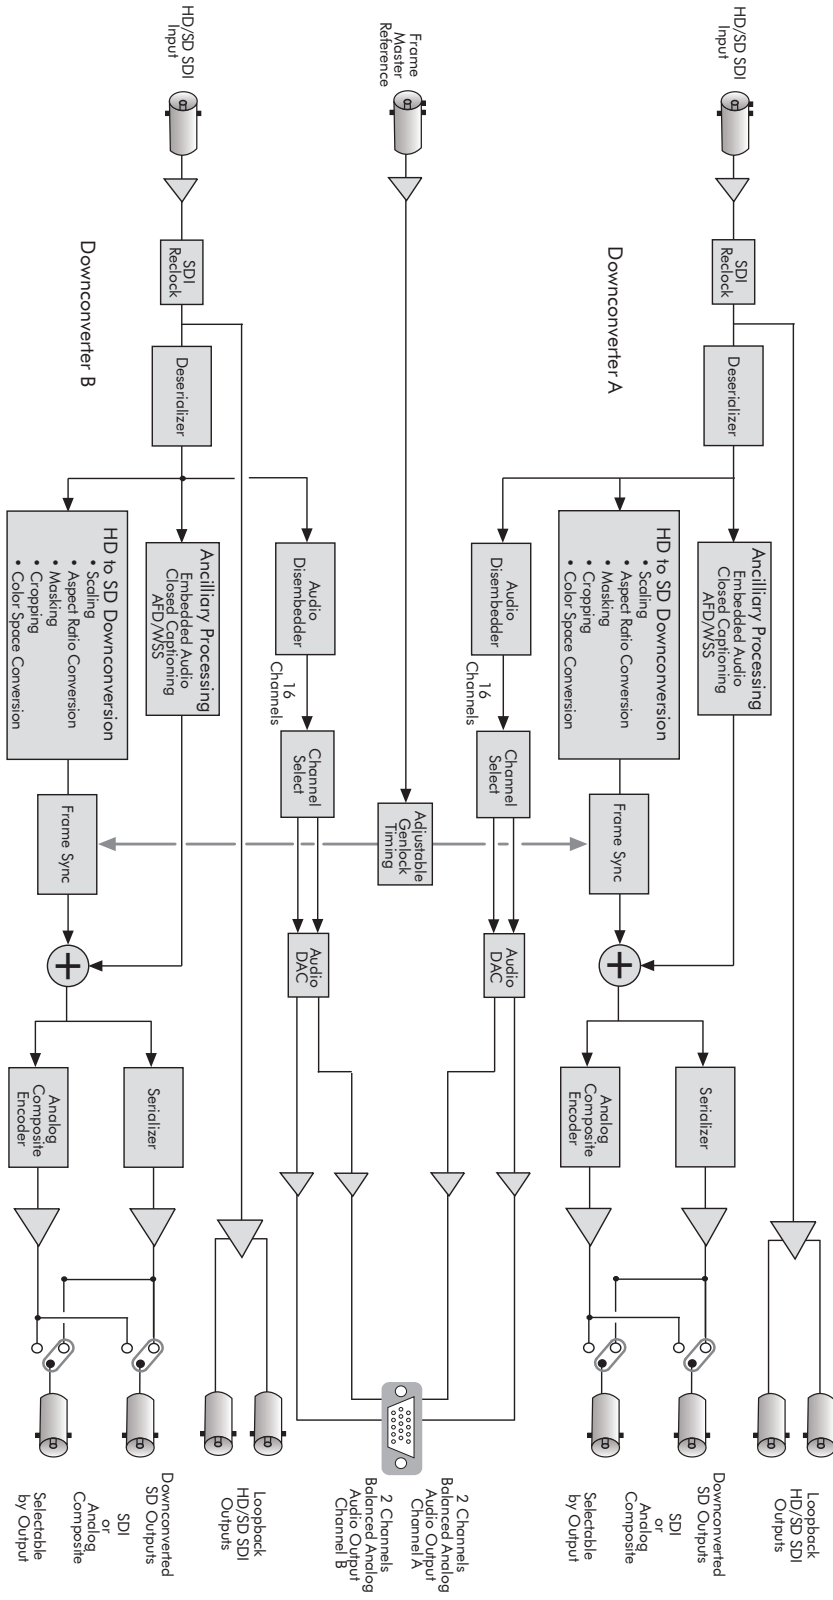 HD/SD SDI
Input
SDI
Reclock
Deserializer
Downconverter A
Ancilliary Processing
Embedded Audio
Closed Captioning
AFD/WSS
HD to SD Downconversion
• Scaling
• Aspect Ratio Conversion
• Masking
• Cropping
• Color Space Conversion
Frame Sync
Audio
Disembedder
16
Channels
Channel
Select
Audio
DAC
Serializer
Analog
Composite
Encoder
Loopback
HD/SD SDI
Outputs
Downconverted
SD Outputs
SDI
or
Analog
Composite
Selectable
by Output
Frame
Master
Reference
Adjustable
Genlock
Timing
2 Channels
Balanced Analog
Audio Output
Channel A
2 Channels
Balanced Analog
Audio Output
Channel B
HD/SD SDI
Input
SDI
Reclock
Deserializer
Downconverter B
Audio
Disembedder
16
Channels
Channel
Select
Audio
DAC
Ancilliary Processing
Embedded Audio
Closed Captioning
AFD/WSS
HD to SD Downconversion
• Scaling
• Aspect Ratio Conversion
• Masking
• Cropping
• Color Space Conversion
Frame Sync
Serializer
Analog
Composite
Encoder
Loopback
HD/SD SDI
Outputs
Downconverted
SD Outputs
SDI
or
Analog
Composite
Selectable
by Output